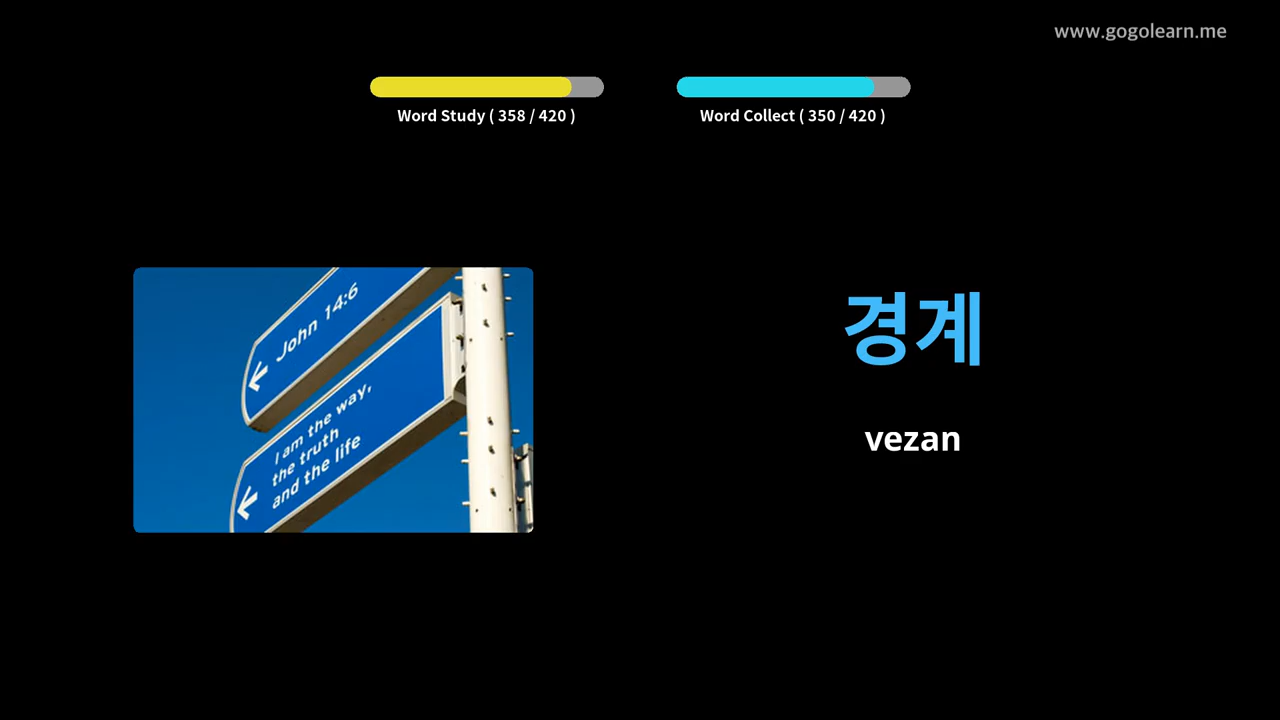 www.gogolearn.me
Word Study ( 358 / 420 )
Word Collect ( 350 / 420 )
John 14:6
I am the way,
the truth
and the life
경계
vezan